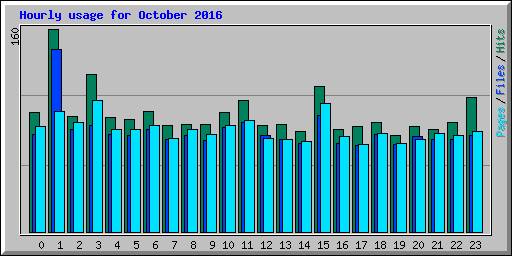 Hourly usage for October 2016
160
Pages/Files/Hits
0 1 2 3 4 5 6 7 8 9 10 11 12 13 14 15 16 17 18 19 20 21 22 23